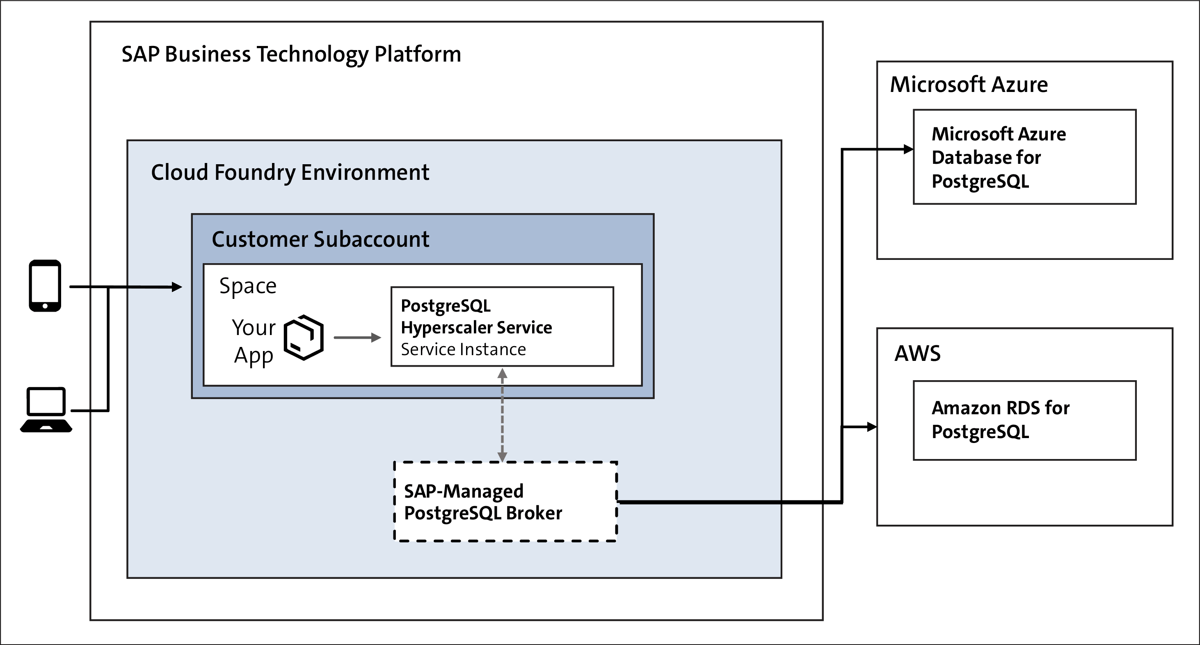 SAP Business Technology Platform
Cloud Foundry Environment
Customer Subaccount
Space
Your
App
PostgreSQL
Hyperscaler Service
Service Instance
SAP-Managed
PostgreSQL Broker
Microsoft Azure
Microsoft Azure
Database for
PostgreSQL
AWS
Amazon RDS for
PostgreSQL